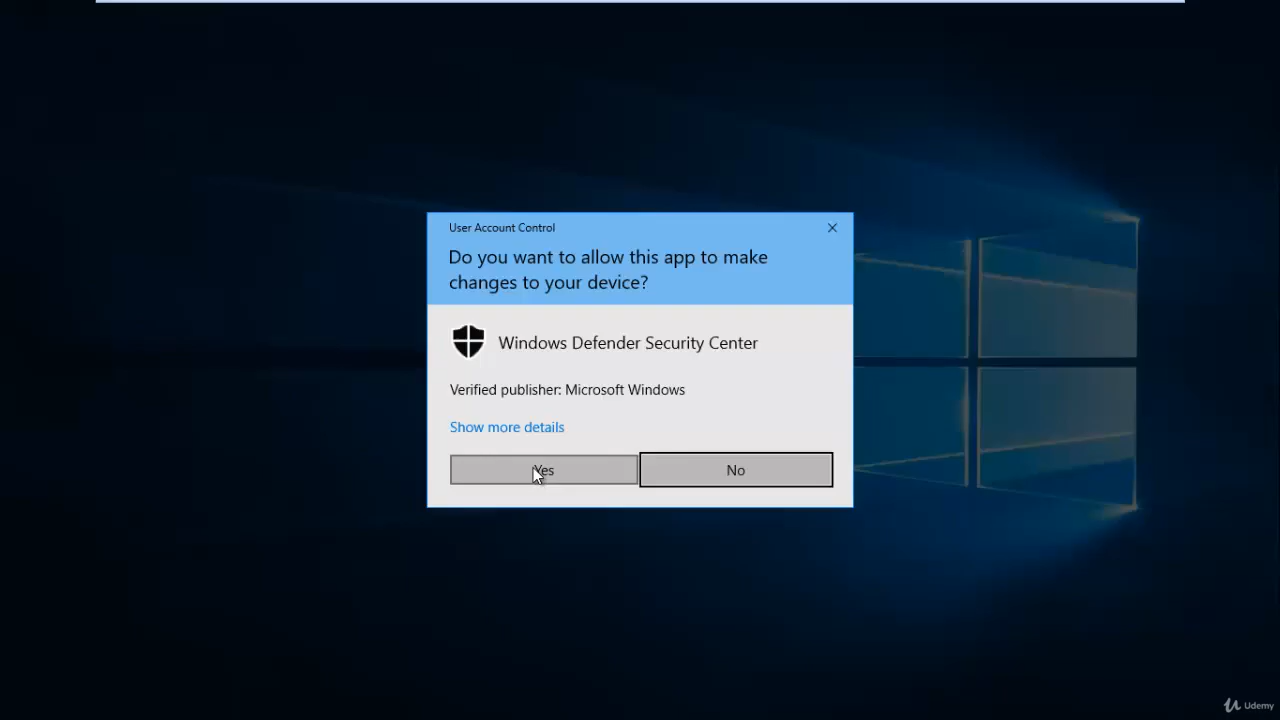 User Account Control
Do you want to allow this app to make
changes to your device?
Windows Defender Security Center
Verified publisher: Microsoft Windows
Show more details
Yes
No
Udemy